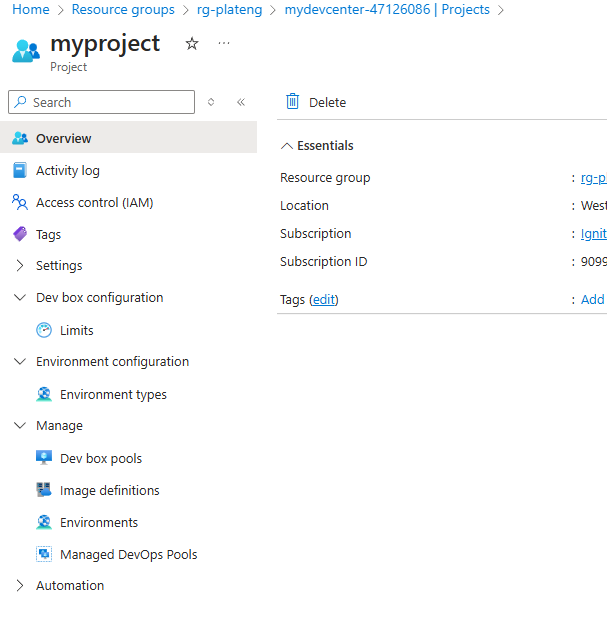 Home > Resource groups > rg-plateng > mydevcenter-47126086 | Projects >
myproject
Project
Search
Delete
Overview
Activity log
Access control (IAM)
Tags
Settings
Dev box configuration
Limits
Environment configuration
Environment types
Manage
Dev box pools
Image definitions
Environments
Managed DevOps Pools
Automation
Essentials
Resource group : rg-pl
Location : West
Subscription : Ignit
Subscription ID : 9099
Tags (edit) : Add